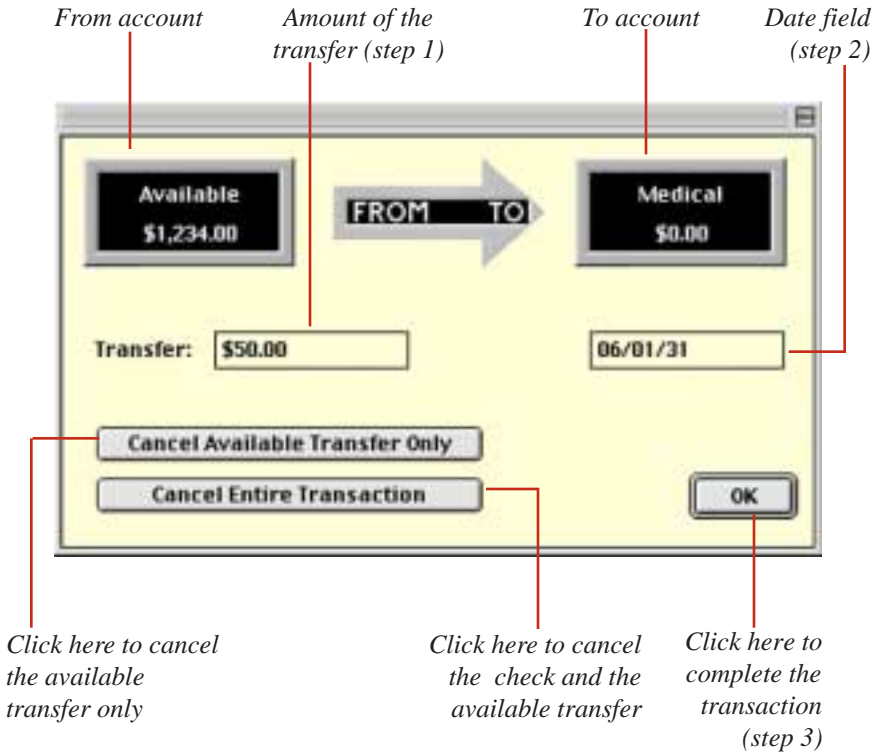 From account
Amount of the
transfer (step 1)
To account
Date field
(step 2)
Available
$1,234.00
FROM TO
Medical
$0.00
Transfer: $50.00
06/01/31
Cancel Available Transfer Only
Cancel Entire Transaction
OK
Click here to cancel
the available
transfer only
Click here to cancel
the check and the
available transfer
Click here to
complete the
transaction
(step 3)